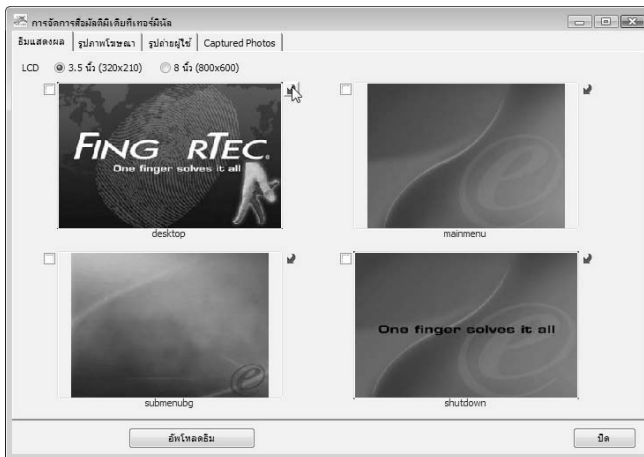 การจัดการสื่อมัลติมีเดียที่เทอร์มินัล
ธีมแสดงผล รูปภาพโฆษณา รูปถ่ายผู้ใช้ Captured Photos
LCD 3.5 นิ้ว (320x210) 8 นิ้ว (800x600)
FING RTEC
One finger solves it all
desktop
mainmenu
One finger solves it all
submenubg
shutdown
อัพโหลดธีม
ปิด